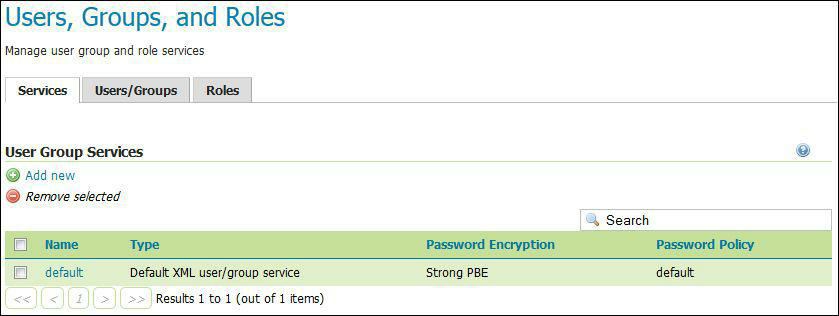 Users, Groups, and Roles
Manage user group and role services
Services Users/Groups Roles
User Group Services
Add new
Remove selected
Search
Name Type Password Encryption Password Policy
default Default XML user/group service Strong PBE default
<< < 1 > >> Results 1 to 1 (out of 1 items)